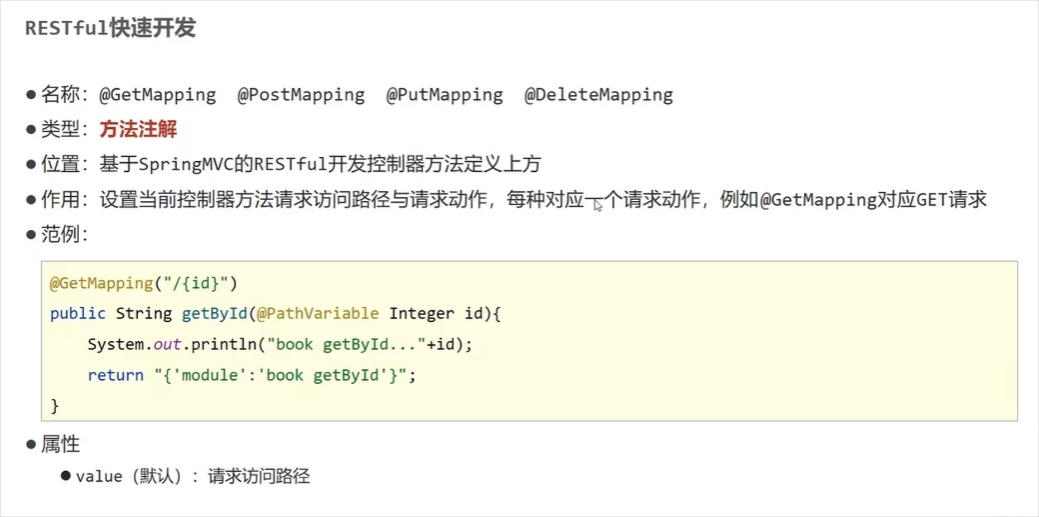 RESTful快速开发
● 名称：@GetMapping @PostMapping @PutMapping @DeleteMapping
● 类型：方法注解
● 位置：基于SpringMVC的RESTful开发控制器方法定义上方
● 作用：设置当前控制器方法请求访问路径与请求动作，每种对应一个请求动作，例如@GetMapping对应GET请求
● 范例：
@GetMapping("/{id}")
public String getById(@PathVariable Integer id){
    System.out.println("book getById..."+id);
    return "{'module':'book getById'}";
}
● 属性
● value（默认）：请求访问路径